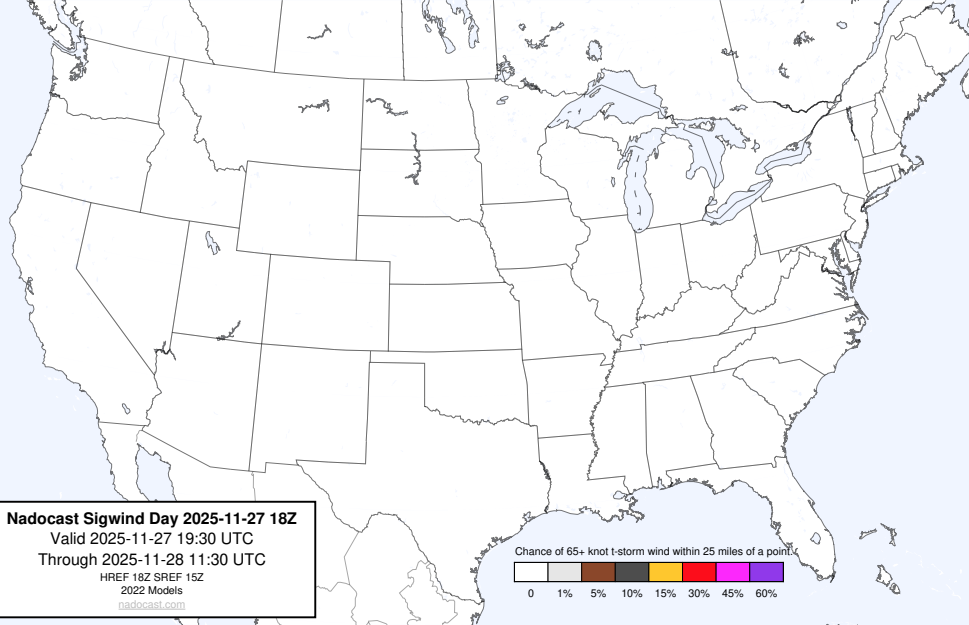 Nadocast Sigwind Day 2025-11-27 18Z
Valid 2025-11-27 19:30 UTC
Through 2025-11-28 11:30 UTC
HREF 18Z SREF 15Z
2022 Models
nadocast.com
Chance of 65+ knot t-storm wind within 25 miles of a point.
0 1% 5% 10% 15% 30% 45% 60%